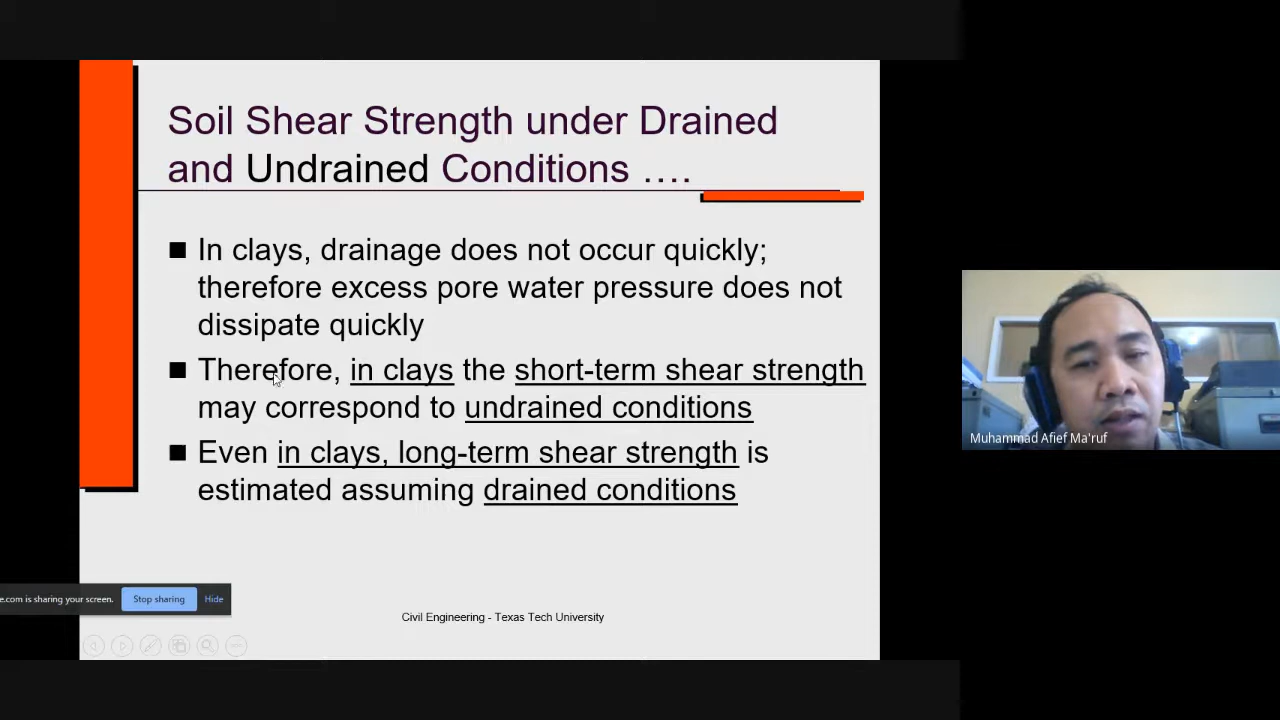 Soil Shear Strength under Drained
and Undrained Conditions ....
In clays, drainage does not occur quickly;
therefore excess pore water pressure does not
dissipate quickly
Therefore, in clays the short-term shear strength
may correspond to undrained conditions
Even in clays, long-term shear strength is
estimated assuming drained conditions
Muhammad Afief Ma'ruf
e.com is sharing your screen. Stop sharing Hide
Civil Engineering - Texas Tech University